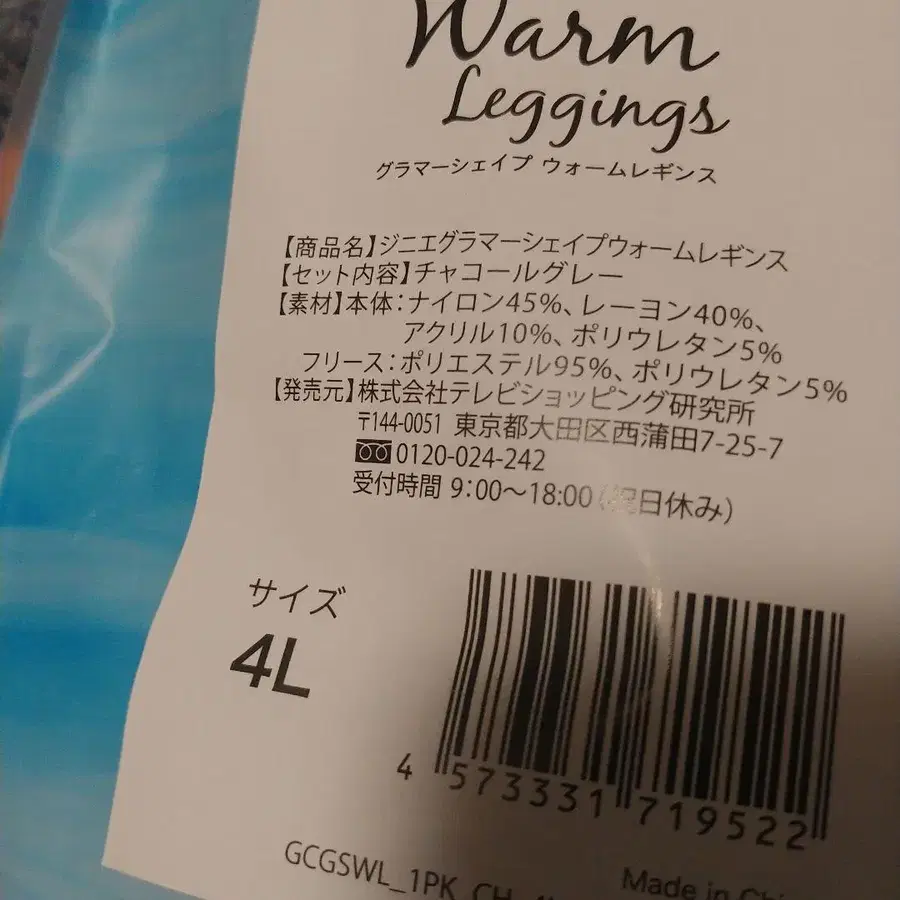 Warm
Leggings
グラマーシェイプ ウォームレギンス
【商品名】ジニエグラマーシェイプウォームレギンス
【セット内容】チャコールグレー
【素材】本体：ナイロン45%、レーヨン40%、
アクリル10%、ポリウレタン5%
フリース：ポリエステル95%、ポリウレタン5%
【発売元】株式会社テレビショッピング研究所
〒144-0051 東京都大田区西蒲田7-25-7
0120-024-242
受付時間 9:00〜18:00（祝日休み）
サイズ
4L
4 573331 719522
GCGSWL_1PK_CH
Made in